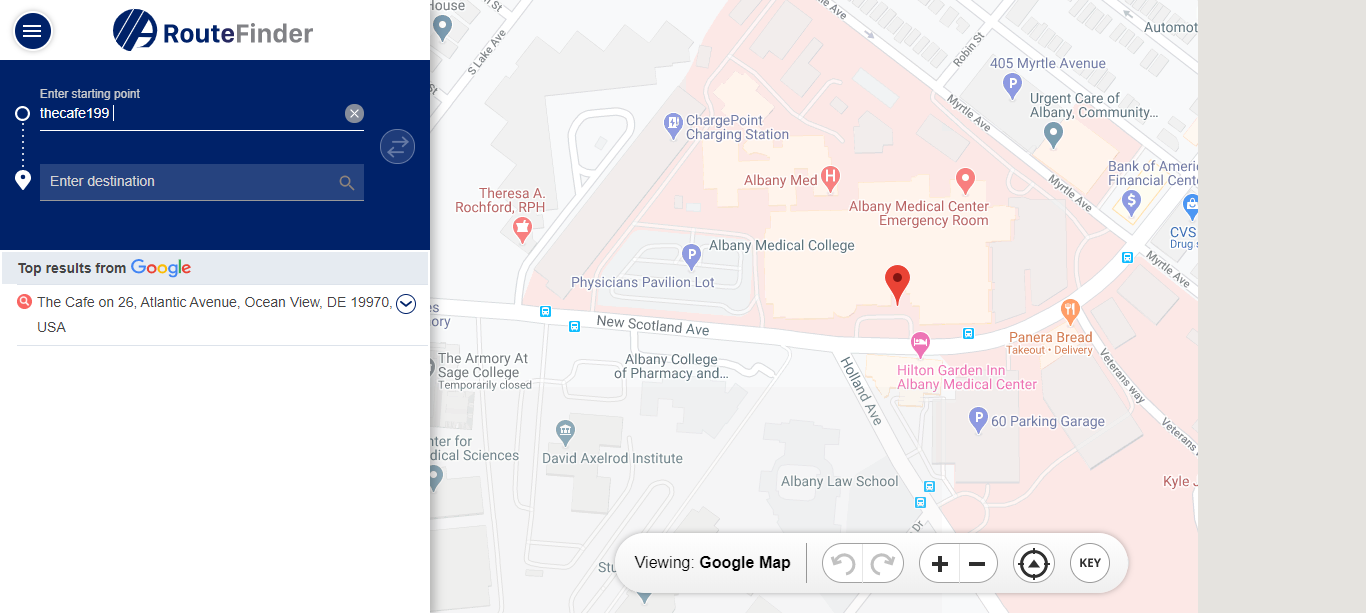 RouteFinder
Enter starting point
thecafe199
Enter destination
Top results from Google
The Cafe on 26, Atlantic Avenue, Ocean View, DE 19970,
USA
House
S Lake Ave
Robin St
Automot
405 Myrtle Avenue
P
Myrtle Ave
Urgent Care of
Albany, Community...
ChargePoint
Charging Station
Bank of Ameri
Financial Cente
$
Albany Med
H
Myrtle Ave
Theresa A.
Rochford, RPH
Albany Medical Center
Emergency Room
CVS
Drug s
Albany Medical College
P
Myrtle Ave
Physicians Pavilion Lot
New Scotland Ave
Panera Bread
Takeout • Delivery
The Armory At
Sage College
Temporarily closed
Albany College
of Pharmacy and...
Hilton Garden Inn
Albany Medical Center
Holland Ave
Veterans way
P
60 Parking Garage
Veterans
nter for
dical Sciences
David Axelrod Institute
Albany Law School
Kyle J
Dr
Stu
Viewing: Google Map
KEY